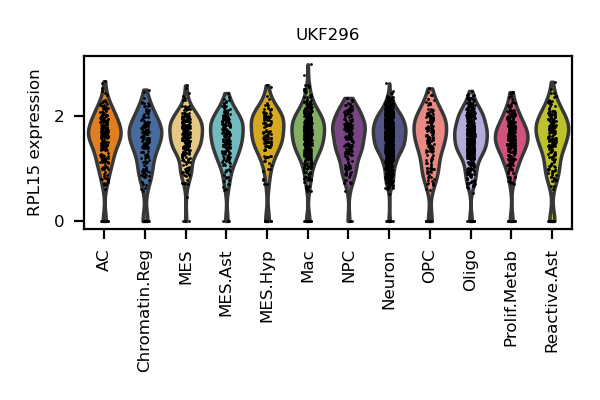 UKF296
RPL15 expression
2
0
AC
Chromatin.Reg
MES
MES.Ast
MES.Hyp
Mac
NPC
Neuron
OPC
Oligo
Prolif.Metab
Reactive.Ast